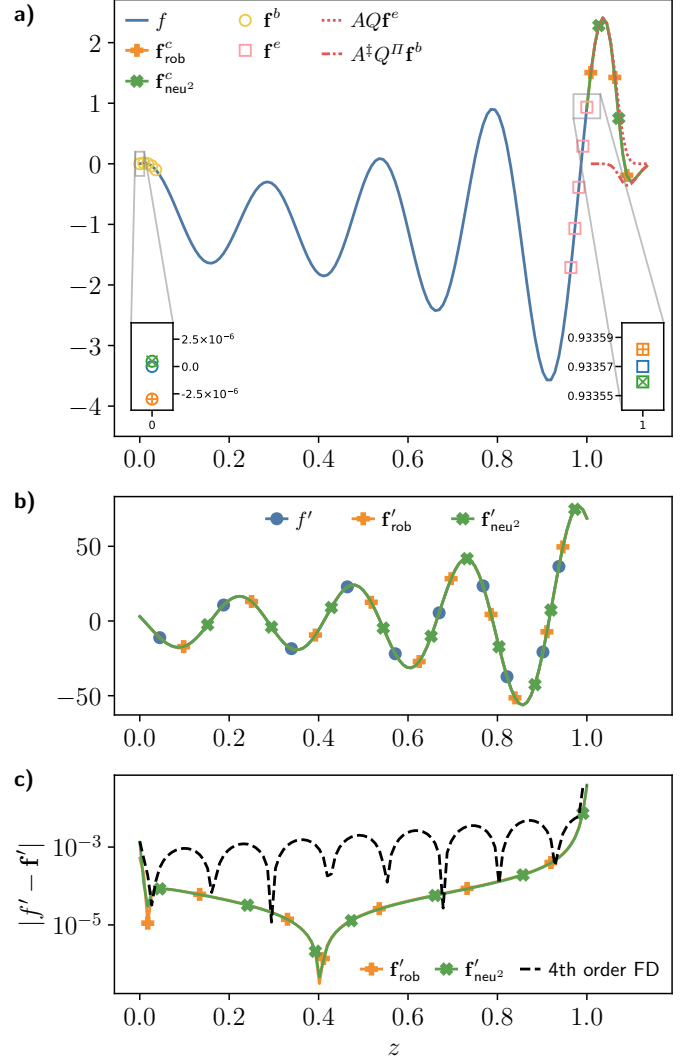 a)
f
f^b
AQf^e
f^c_rob
f^e
A^‡Q^Πf^b
f^c_neu²
2
1
0
−1
−2
−3
−4
2.5×10⁻⁶
0.0
-2.5×10⁻⁶
0
0.93359
0.93357
0.93355
1
0.0 0.2 0.4 0.6 0.8 1.0
b)
f′ f′_rob f′_neu²
50
0
−50
0.0 0.2 0.4 0.6 0.8 1.0
c)
|f′ − f′|
10⁻³
10⁻⁵
f′_rob f′_neu² 4th order FD
0.0 0.2 0.4 0.6 0.8 1.0
z